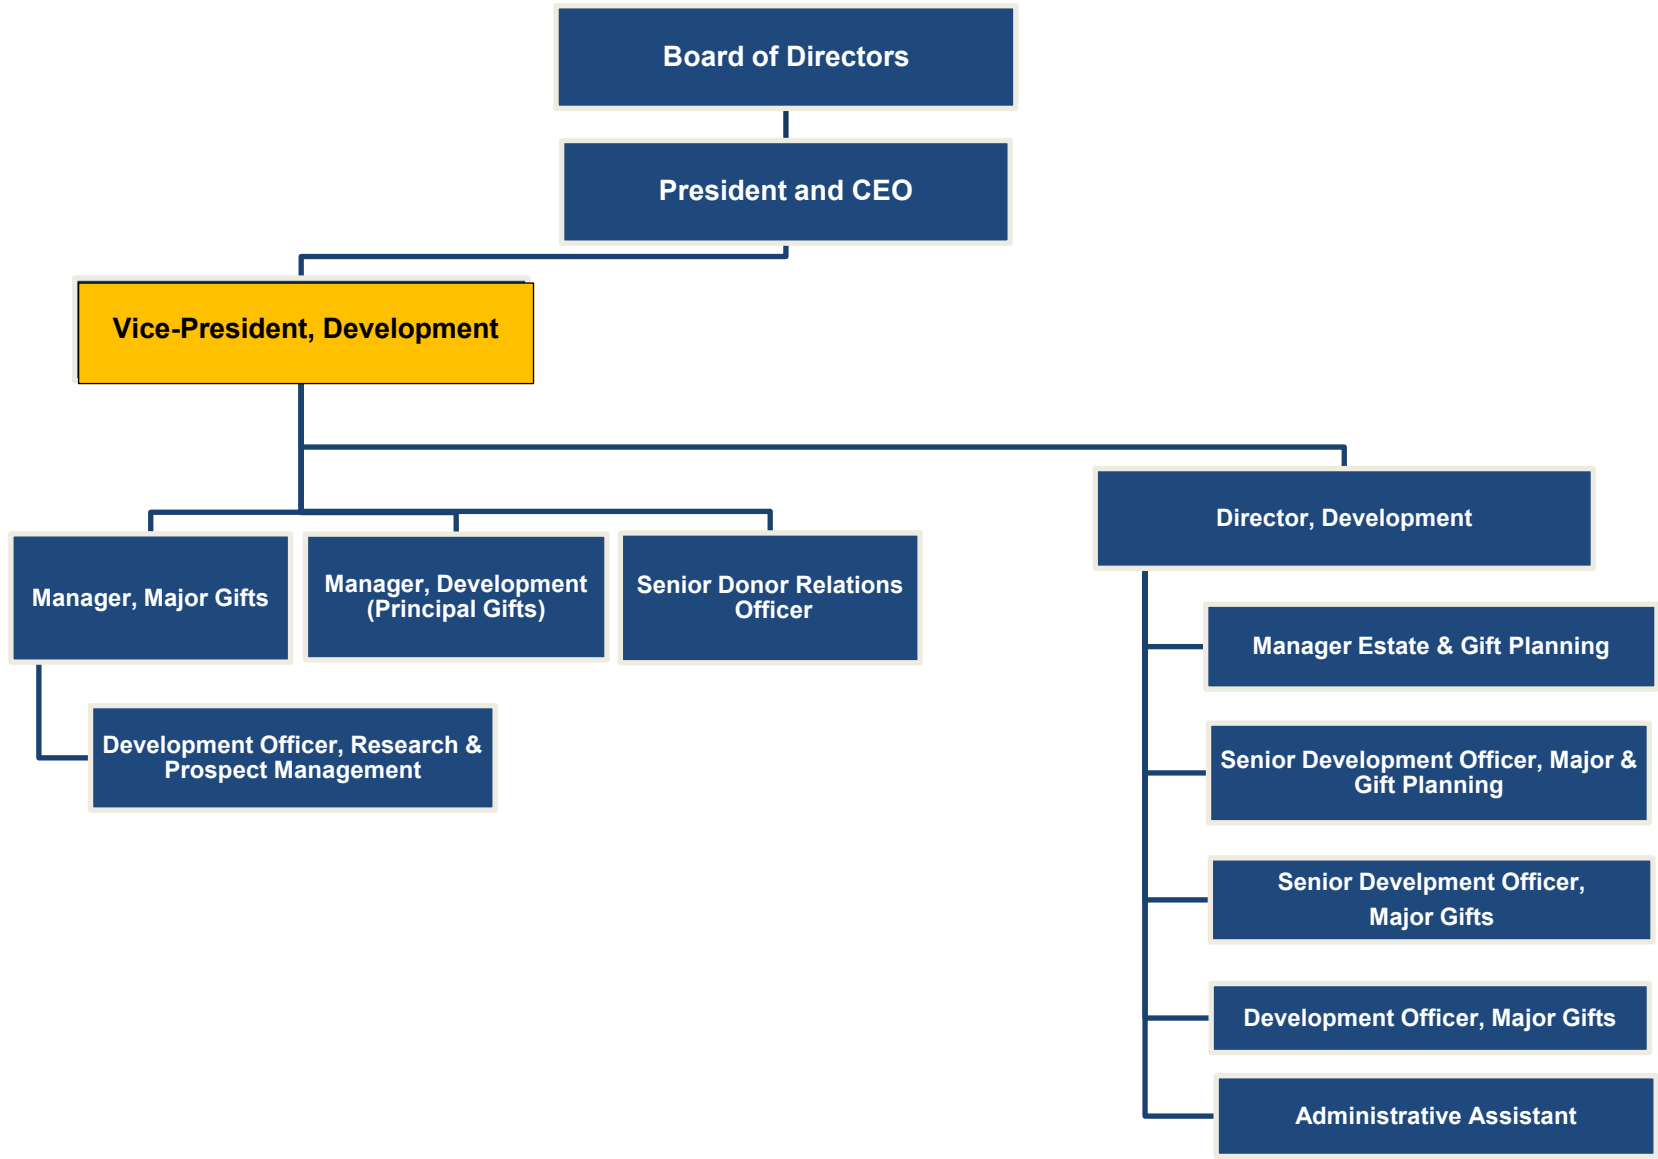 Board of Directors
President and CEO
Vice-President, Development
Director, Development
Manager, Major Gifts
Manager, Development
(Principal Gifts)
Senior Donor Relations
Officer
Development Officer, Research &
Prospect Management
Manager Estate & Gift Planning
Senior Development Officer, Major &
Gift Planning
Senior Develpment Officer,
Major Gifts
Development Officer, Major Gifts
Administrative Assistant